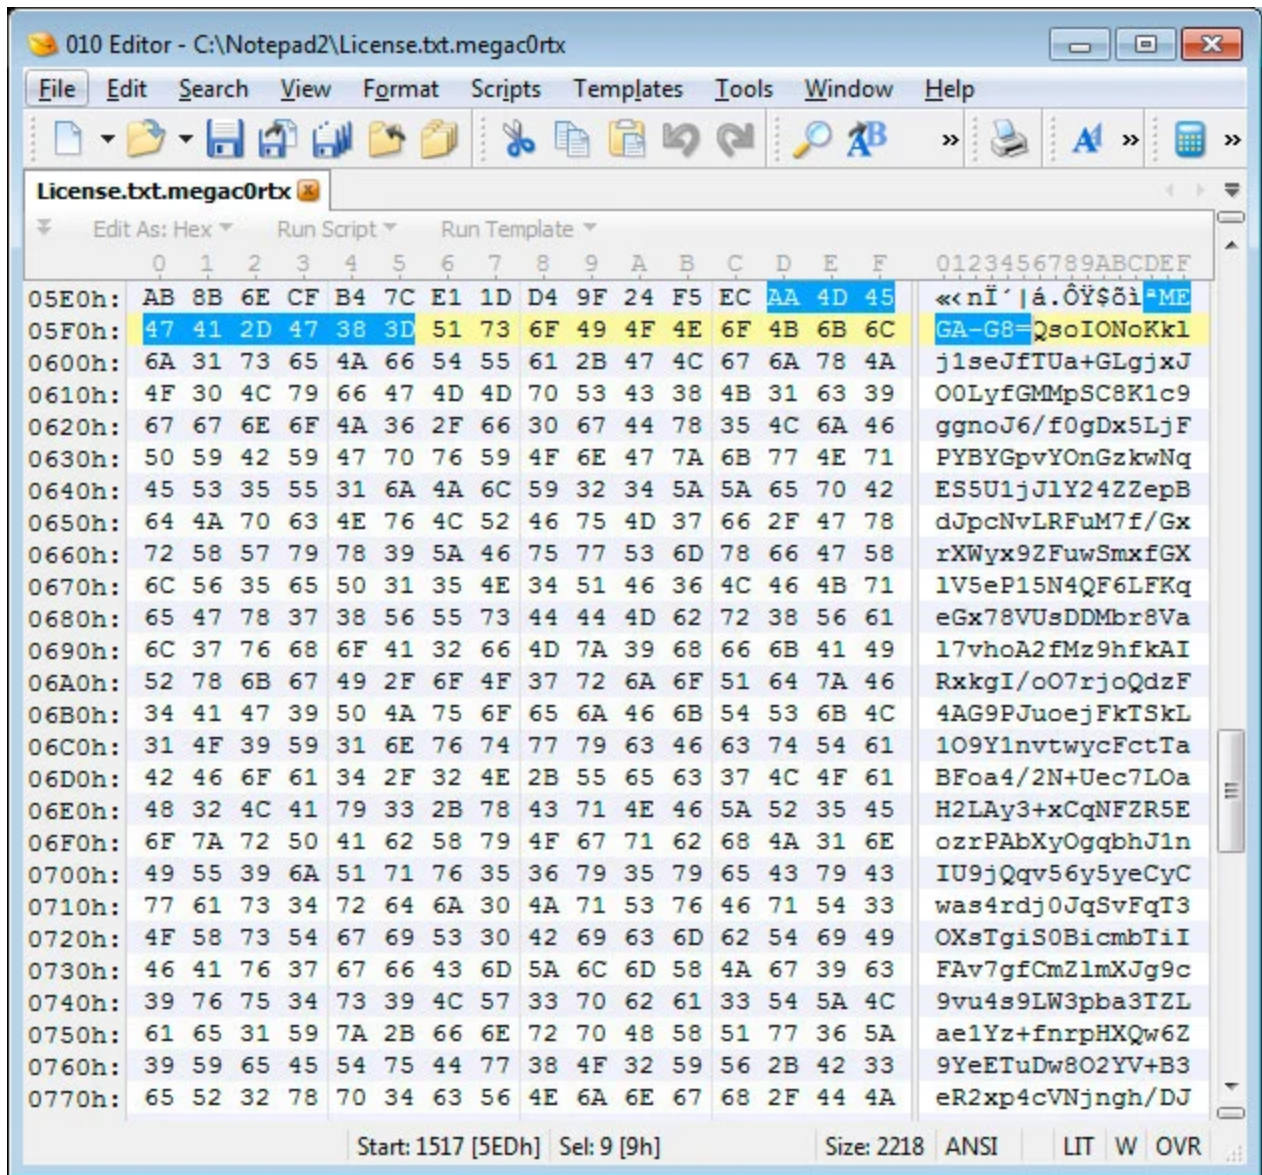 010 Editor - C:\Notepad2\License.txt.megac0rtx
File Edit Search View Format Scripts Templates Tools Window Help
License.txt.megac0rtx
Edit As: Hex Run Script Run Template
0 1 2 3 4 5 6 7 8 9 A B C D E F 0123456789ABCDEF
05E0h: AB 8B 6E CF B4 7C E1 1D D4 9F 24 F5 EC AA 4D 45 «‹nÏ´|á.ÔŸ$õìªME
05F0h: 47 41 2D 47 38 3D 51 73 6F 49 4F 4E 6F 4B 6B 6C GA-G8=QsoIONoKkl
0600h: 6A 31 73 65 4A 66 54 55 61 2B 47 4C 67 6A 78 4A j1seJfTUa+GLgjxJ
0610h: 4F 30 4C 79 66 47 4D 4D 70 53 43 38 4B 31 63 39 O0LyfGMMpSC8K1c9
0620h: 67 67 6E 6F 4A 36 2F 66 30 67 44 78 35 4C 6A 46 ggnoJ6/f0gDx5LjF
0630h: 50 59 42 59 47 70 76 59 4F 6E 47 7A 6B 77 4E 71 PYBYGpvYOnGzkwNq
0640h: 45 53 35 55 31 6A 4A 6C 59 32 34 5A 5A 65 70 42 ES5U1jJlY24ZZepB
0650h: 64 4A 70 63 4E 76 4C 52 46 75 4D 37 66 2F 47 78 dJpcNvLRFuM7f/Gx
0660h: 72 58 57 79 78 39 5A 46 75 77 53 6D 78 66 47 58 rXWyx9ZFuwSmxfGX
0670h: 6C 56 35 65 50 31 35 4E 34 51 46 36 4C 46 4B 71 lV5eP15N4QF6LFKq
0680h: 65 47 78 37 38 56 55 73 44 44 4D 62 72 38 56 61 eGx78VUsDDMbr8Va
0690h: 6C 37 76 68 6F 41 32 66 4D 7A 39 68 66 6B 41 49 l7vhoA2fMz9hfkAI
06A0h: 52 78 6B 67 49 2F 6F 4F 37 72 6A 6F 51 64 7A 46 RxkgI/oO7rjoQdzF
06B0h: 34 41 47 39 50 4A 75 6F 65 6A 46 6B 54 53 6B 4C 4AG9PJuoejFkTSkL
06C0h: 31 4F 39 59 31 6E 76 74 77 79 63 46 63 74 54 61 1O9Y1nvtwycFctTa
06D0h: 42 46 6F 61 34 2F 32 4E 2B 55 65 63 37 4C 4F 61 BFoa4/2N+Uec7LOa
06E0h: 48 32 4C 41 79 33 2B 78 43 71 4E 46 5A 52 35 45 H2LAy3+xCqNFZR5E
06F0h: 6F 7A 72 50 41 62 58 79 4F 67 71 62 68 4A 31 6E ozrPAbXyOgqbhJ1n
0700h: 49 55 39 6A 51 71 76 35 36 79 35 79 65 43 79 43 IU9jQqv56y5yeCyC
0710h: 77 61 73 34 72 64 6A 30 4A 71 53 76 46 71 54 33 was4rdj0JqSvFqT3
0720h: 4F 58 73 54 67 69 53 30 42 69 63 6D 62 54 69 49 OXsTgiS0BicmbTiI
0730h: 46 41 76 37 67 66 43 6D 5A 6C 6D 58 4A 67 39 63 FAv7gfCmZlmXJg9c
0740h: 39 76 75 34 73 39 4C 57 33 70 62 61 33 54 5A 4C 9vu4s9LW3pba3TZL
0750h: 61 65 31 59 7A 2B 66 6E 72 70 48 58 51 77 36 5A ae1Yz+fnrpHXQw6Z
0760h: 39 59 65 45 54 75 44 77 38 4F 32 59 56 2B 42 33 9YeETuDw8O2YV+B3
0770h: 65 52 32 78 70 34 63 56 4E 6A 6E 67 68 2F 44 4A eR2xp4cVNjngh/DJ
Start: 1517 [5EDh] Sel: 9 [9h] Size: 2218 ANSI LIT W OVR